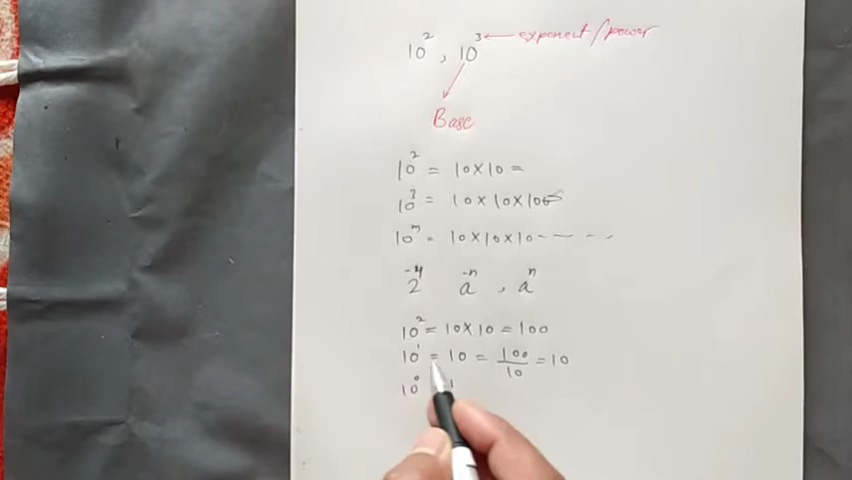 10² , 10³ ← exponent/power
Base
10² = 10×10 =
10³ = 10×10×10
10ⁿ = 10×10×10 — — - -
2⁻⁴ a⁻ⁿ , aⁿ
10² = 10×10 = 100
10¹ = 10 = 100/10 = 10
10⁰ 1